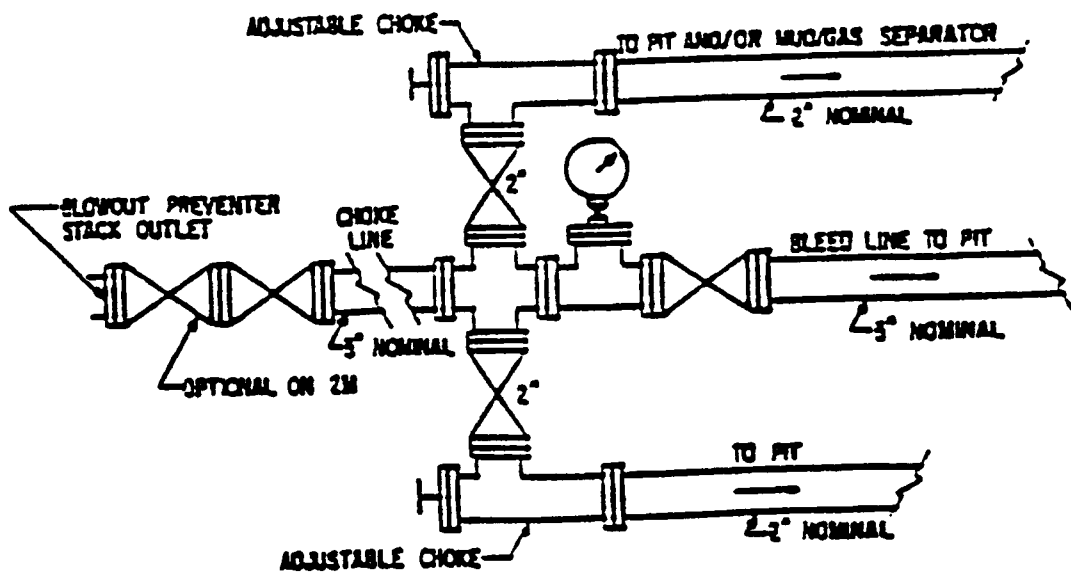 ADJUSTABLE CHOKE
TO PIT AND/OR MUD/GAS SEPARATOR
2" NOMINAL
2"
BLOWOUT PREVENTER
STACK OUTLET
CHOKE
LINE
BLEED LINE TO PIT
3" NOMINAL
3" NOMINAL
OPTIONAL ON 2M
2"
TO PIT
2" NOMINAL
ADJUSTABLE CHOKE